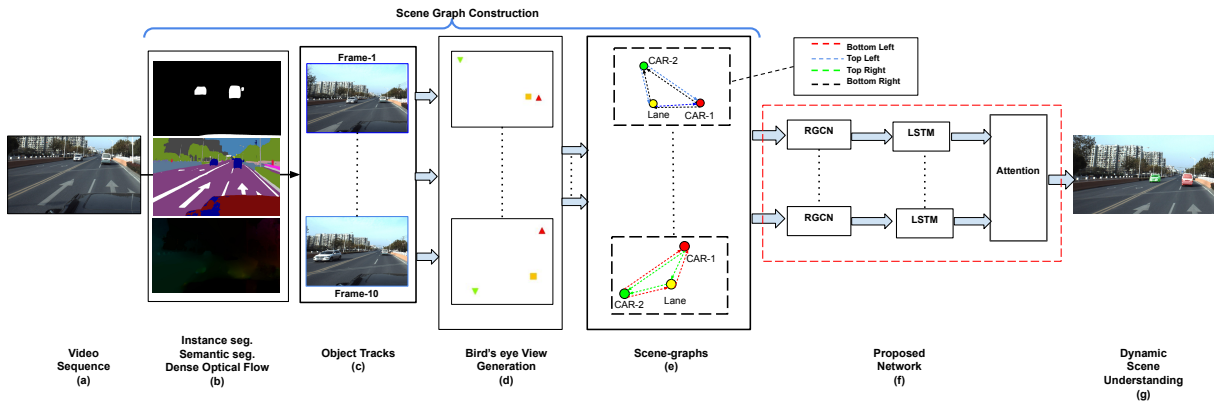 Scene Graph Construction
Frame-1
Frame-10
CAR-2
Lane
CAR-1
CAR-1
CAR-2
Lane
Bottom Left
Top Left
Top Right
Bottom Right
RGCN
LSTM
Attention
RGCN
LSTM
Video
Sequence
(a)
Instance seg.
Semantic seg.
Dense Optical Flow
(b)
Object Tracks
(c)
Bird's eye View
Generation
(d)
Scene-graphs
(e)
Proposed
Network
(f)
Dynamic
Scene
Understanding
(g)